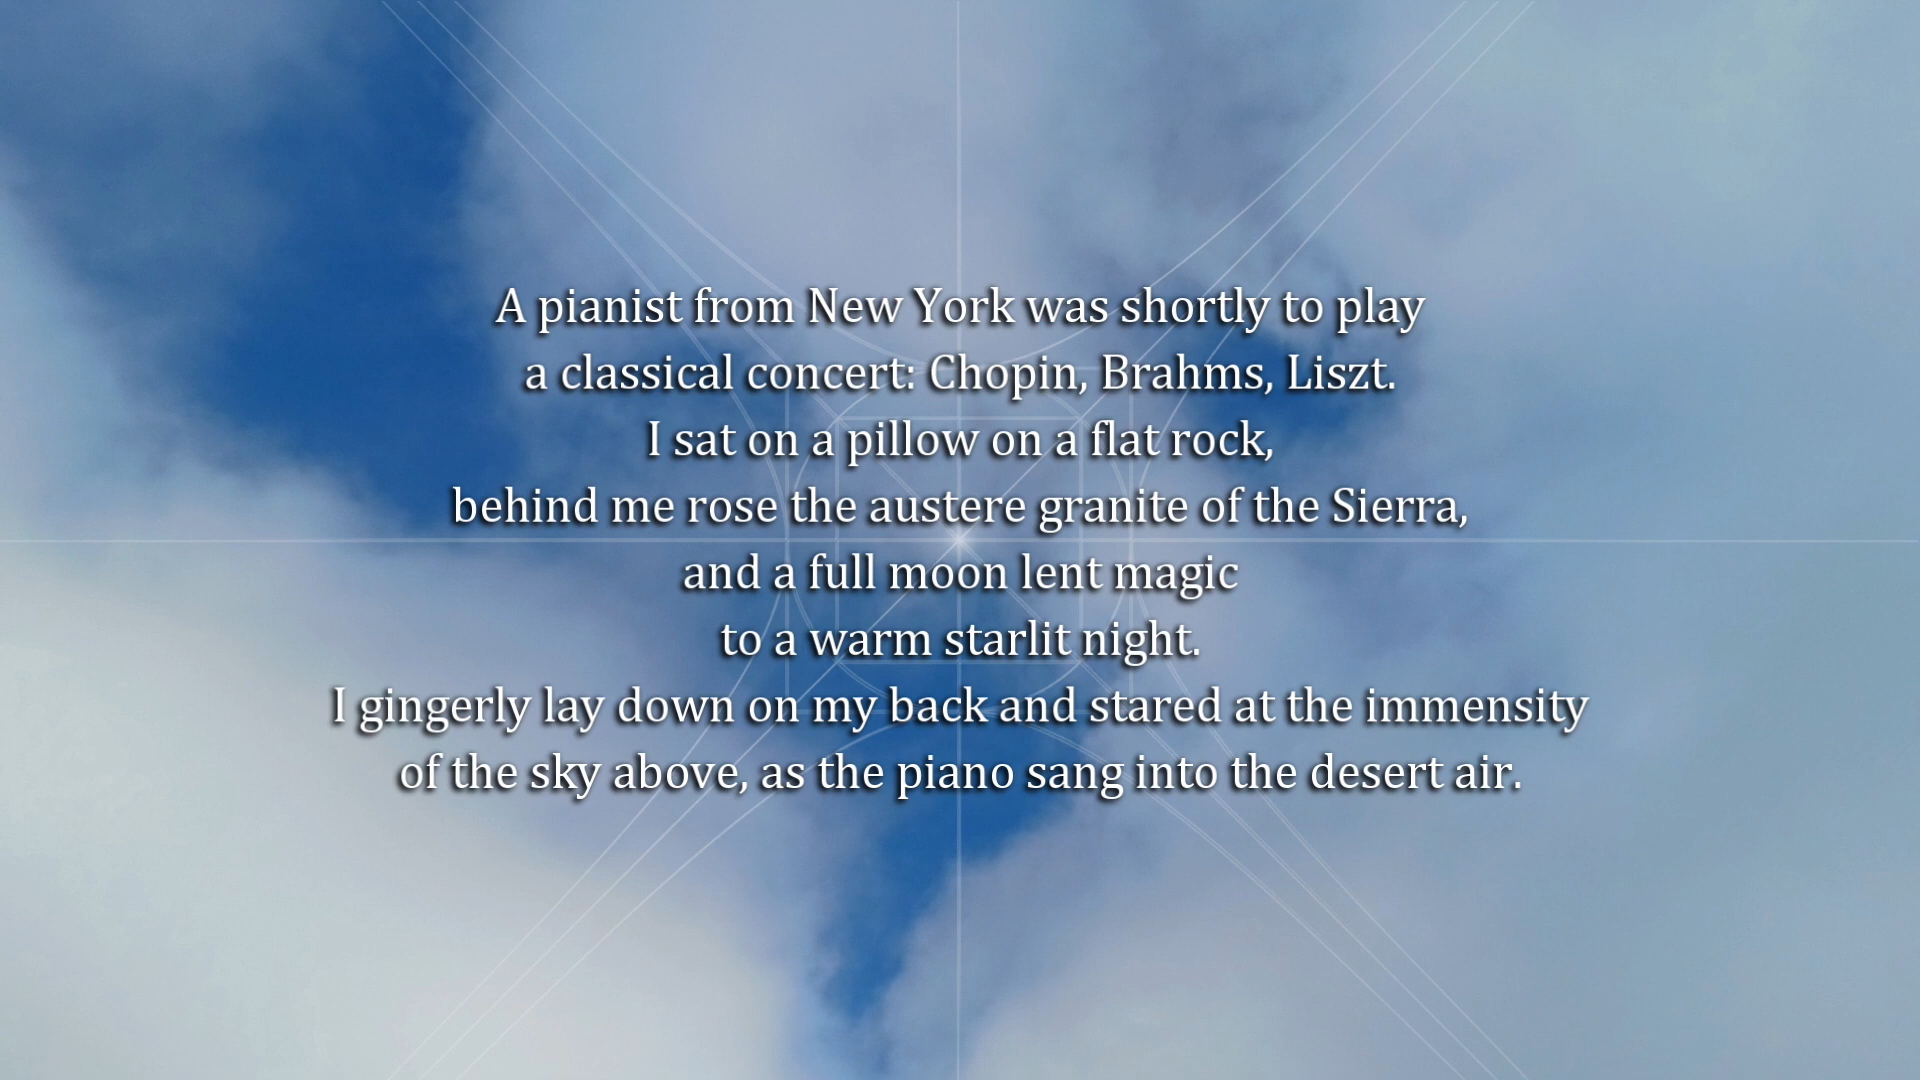 A pianist from New York was shortly to play
a classical concert: Chopin, Brahms, Liszt.
I sat on a pillow on a flat rock,
behind me rose the austere granite of the Sierra,
and a full moon lent magic
to a warm starlit night.
I gingerly lay down on my back and stared at the immensity
of the sky above, as the piano sang into the desert air.